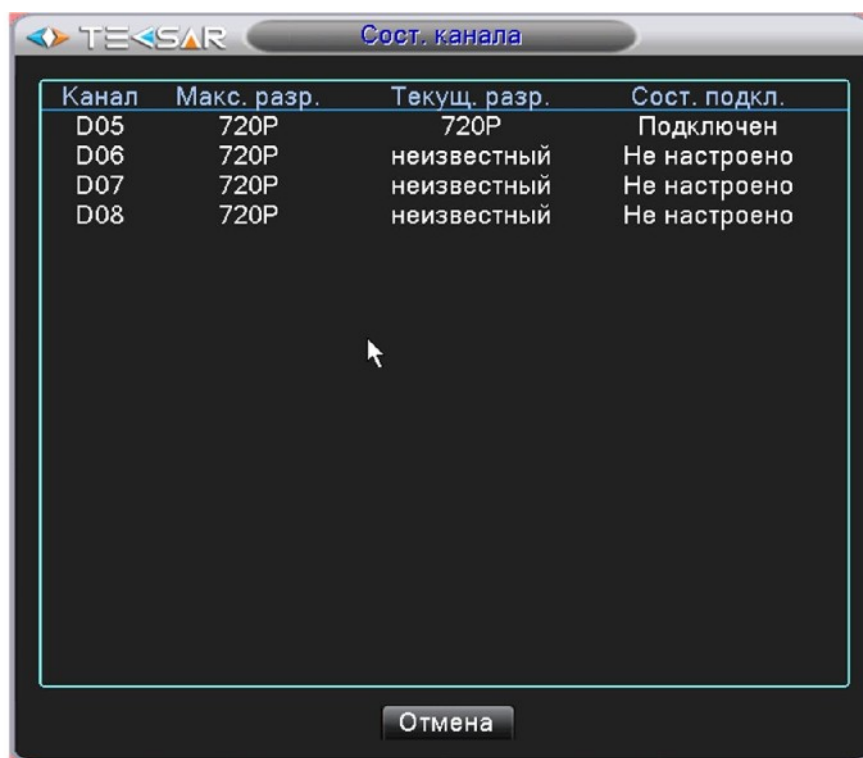 TECSAR Сост. канала
Канал Макс. разр. Текущ. разр. Сост. подкл.
D05 720P 720P Подключен
D06 720P неизвестный Не настроено
D07 720P неизвестный Не настроено
D08 720P неизвестный Не настроено
Отмена